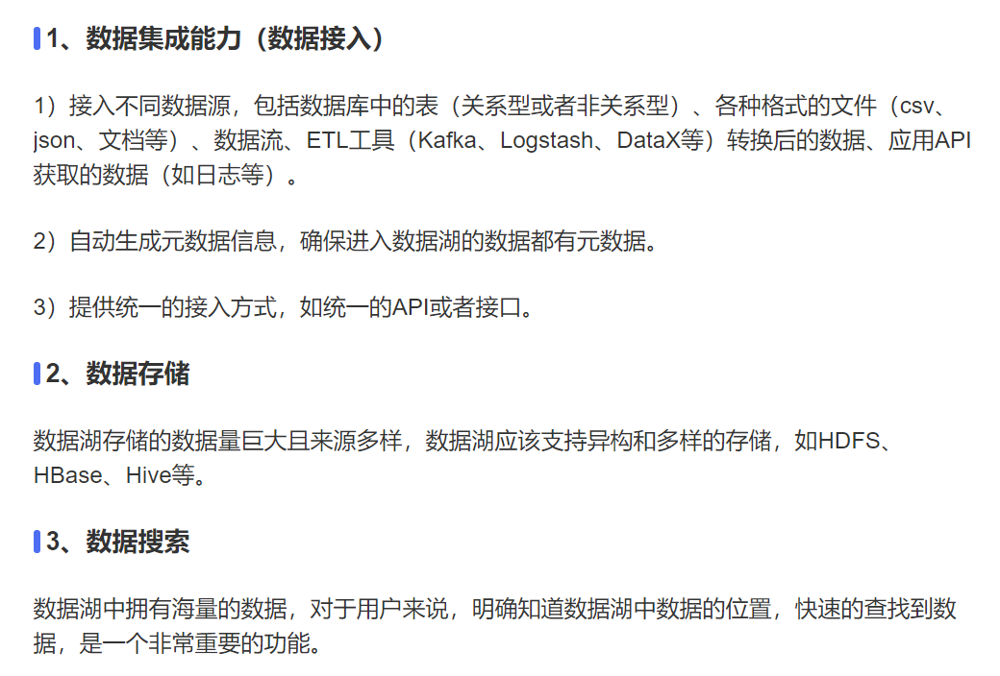 1、数据集成能力（数据接入）
1）接入不同数据源，包括数据库中的表（关系型或者非关系型）、各种格式的文件（csv、
json、文档等）、数据流、ETL工具（Kafka、Logstash、DataX等）转换后的数据、应用API
获取的数据（如日志等）。
2）自动生成元数据信息，确保进入数据湖的数据都有元数据。
3）提供统一的接入方式，如统一的API或者接口。
2、数据存储
数据湖存储的数据量巨大且来源多样，数据湖应该支持异构和多样的存储，如HDFS、
HBase、Hive等。
3、数据搜索
数据湖中拥有海量的数据，对于用户来说，明确知道数据湖中数据的位置，快速的查找到数
据，是一个非常重要的功能。